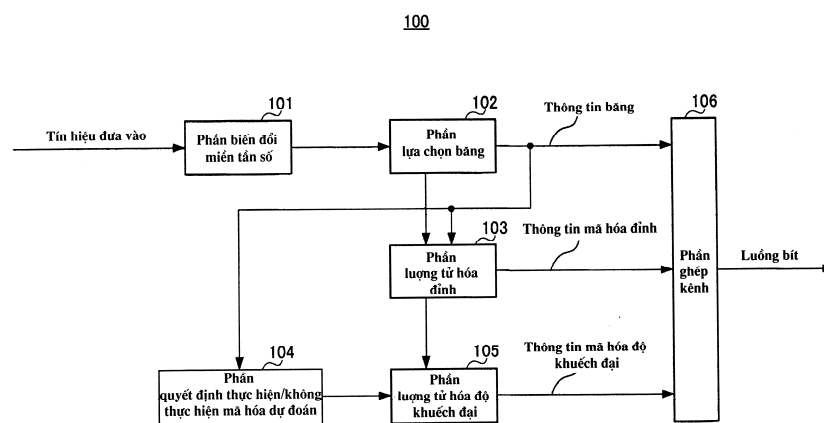 100
101
102
106
Tín hiệu đưa vào
Phần biến đổi
miền tần số
Phần
lựa chọn băng
Thông tin băng
103
Thông tin mã hóa đỉnh
Phần
lượng tử hóa
đỉnh
Phần
ghép
kênh
Luồng bít
104
105
Thông tin mã hóa độ
khuếch đại
Phần
quyết định thực hiện/không
thực hiện mã hóa dự đoán
Phần
lượng tử hóa độ
khuếch đại